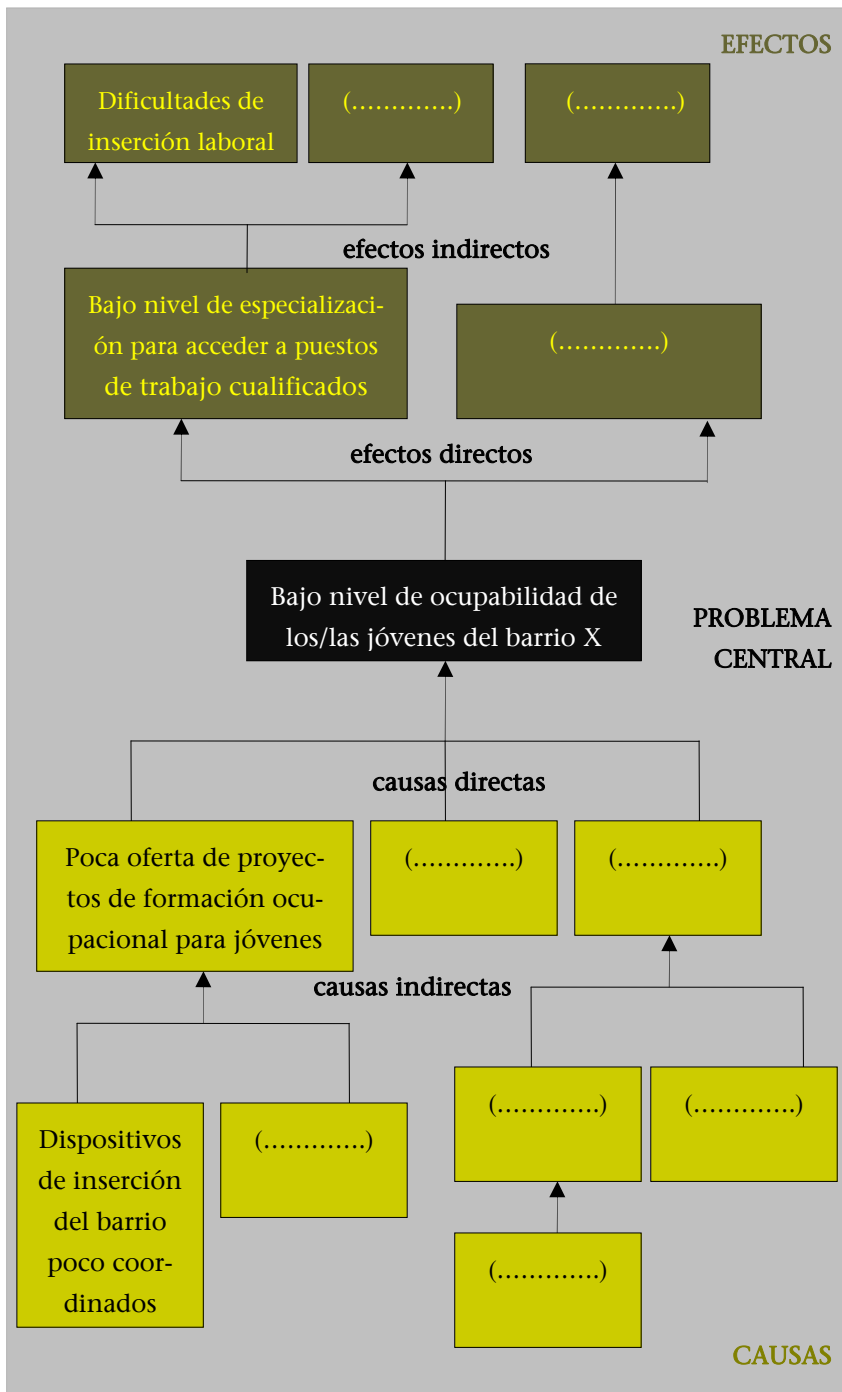 EFECTOS
Dificultades de
inserción laboral
(………….)
(………….)
efectos indirectos
Bajo nivel de especializaci-
ón para acceder a puestos
de trabajo cualificados
(………….)
efectos directos
Bajo nivel de ocupabilidad de
los/las jóvenes del barrio X
PROBLEMA
CENTRAL
causas directas
Poca oferta de proyec-
tos de formación ocu-
pacional para jóvenes
(………….)
(………….)
causas indirectas
Dispositivos
de inserción
del barrio
poco coor-
dinados
(………….)
(………….)
(………….)
(………….)
CAUSAS